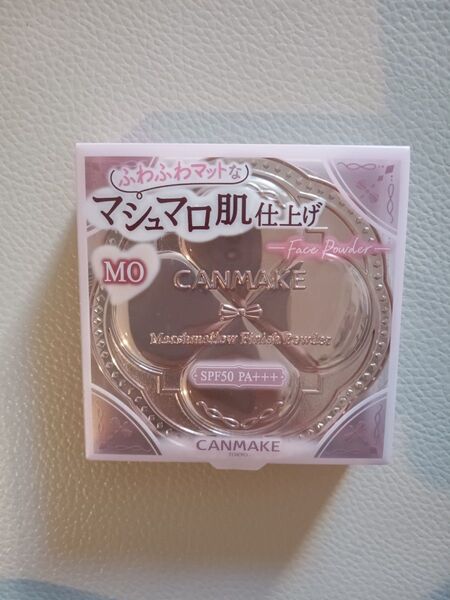 ふわふわマットな
マシュマロ肌仕上げ
Face Powder
MO
CANMAKE
Marshmallow Finish Powder
SPF50 PA+++
CANMAKE
TOKYO